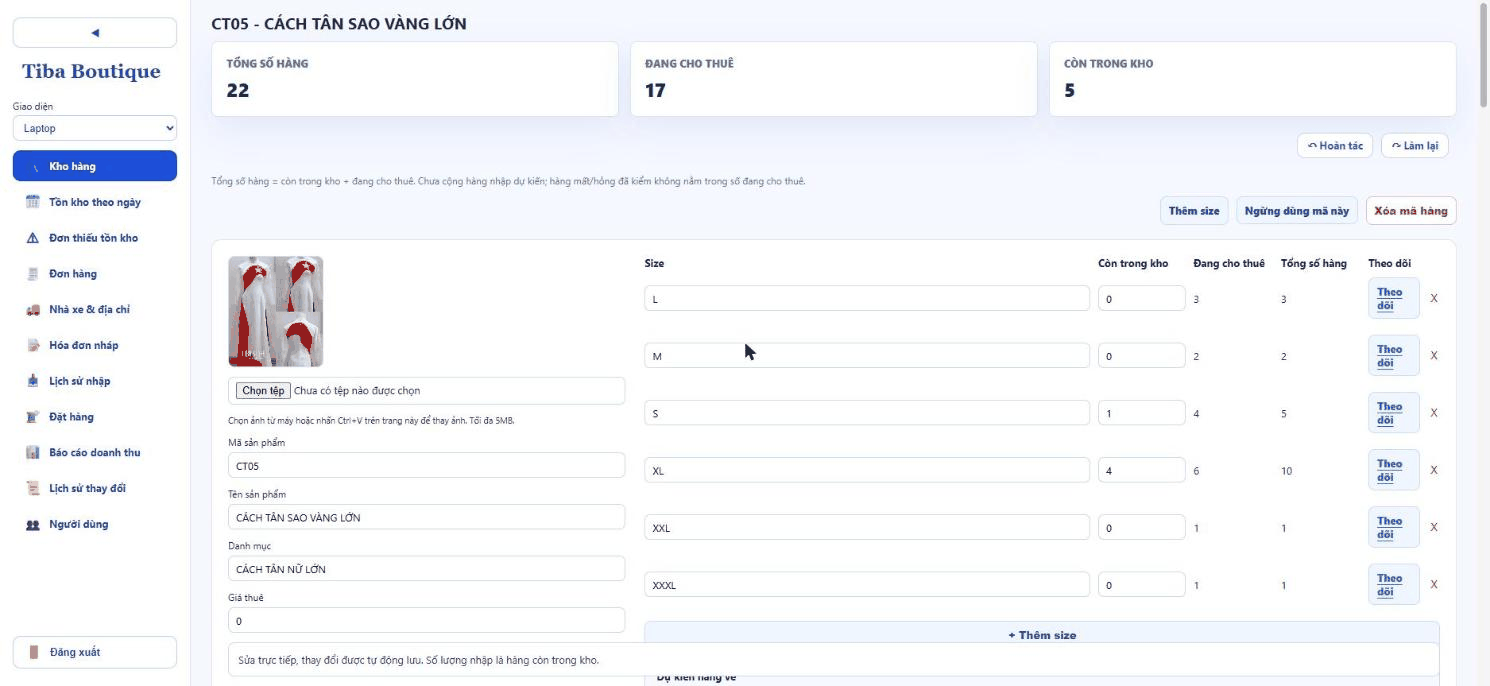 ◀
Tiba Boutique
Giao diện
Laptop
Kho hàng
Tồn kho theo ngày
Đơn thiếu tồn kho
Đơn hàng
Nhà xe & địa chỉ
Hóa đơn nháp
Lịch sử nhập
Đặt hàng
Báo cáo doanh thu
Lịch sử thay đổi
Người dùng
Đăng xuất
CT05 - CÁCH TÂN SAO VÀNG LỚN
TỔNG SỐ HÀNG
22
ĐANG CHO THUÊ
17
CÒN TRONG KHO
5
↶ Hoàn tác
↷ Làm lại
Tổng số hàng = còn trong kho + đang cho thuê. Chưa cộng hàng nhập dự kiến; hàng mất/hỏng đã kiểm không nằm trong số đang cho thuê.
Thêm size
Ngừng dùng mã này
Xóa mã hàng
Chọn tệp Chưa có tệp nào được chọn
Chọn ảnh từ máy hoặc nhấn Ctrl+V trên trang này để thay ảnh. Tối đa 5MB.
Mã sản phẩm
CT05
Tên sản phẩm
CÁCH TÂN SAO VÀNG LỚN
Danh mục
CÁCH TÂN NỮ LỚN
Giá thuê
0
Size Còn trong kho Đang cho thuê Tổng số hàng Theo dõi
L 0 3 3 Theo dõi X
M 0 2 2 Theo dõi X
S 1 4 5 Theo dõi X
XL 4 6 10 Theo dõi X
XXL 0 1 1 Theo dõi X
XXXL 0 1 1 Theo dõi X
+ Thêm size
Sửa trực tiếp, thay đổi được tự động lưu. Số lượng nhập là hàng còn trong kho.
Dự kiến hàng về